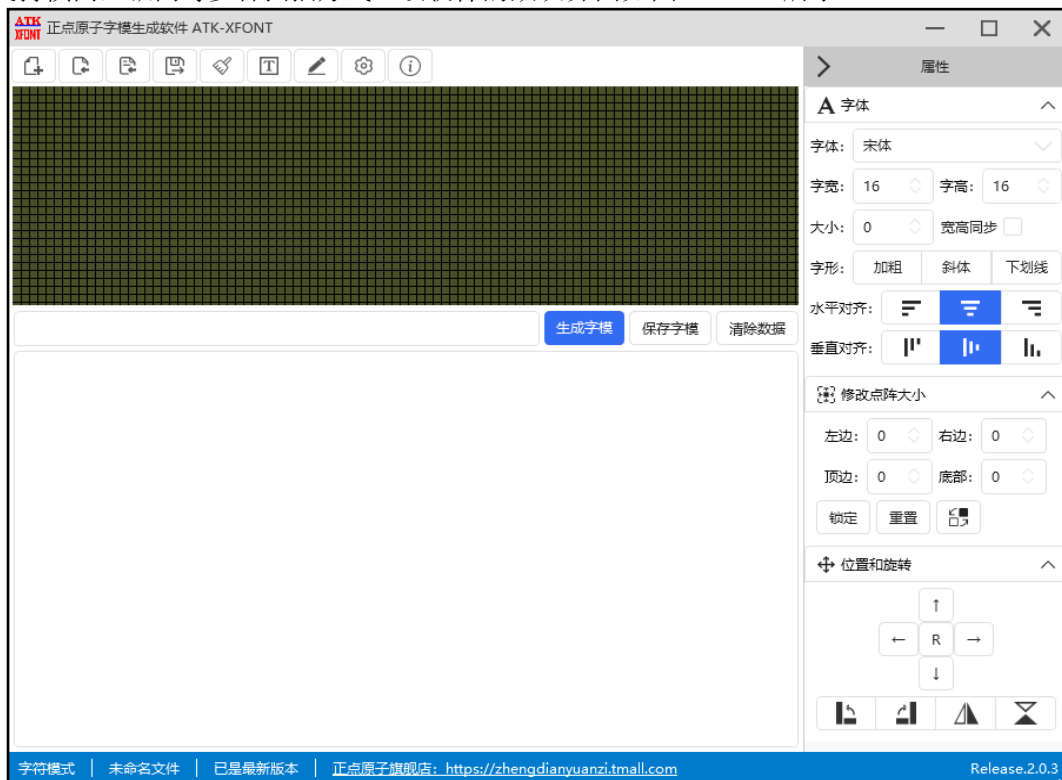 ATK
XFONT
正点原子字模生成软件 ATK-XFONT
T
i
属性
A 字体
字体: 宋体
字宽: 16 字高: 16
大小: 0 宽高同步
字形: 加粗 斜体 下划线
水平对齐:
生成字模 保存字模 清除数据
垂直对齐:
修改点阵大小
左边: 0 右边: 0
顶边: 0 底部: 0
锁定 重置
位置和旋转
↑
← R →
↓
字符模式 未命名文件 已是最新版本 正点原子旗舰店: https://zhengdianyuanzi.tmall.com Release.2.0.3